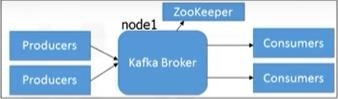 ZooKeeper
node1
Producers
Producers
Kafka Broker
Consumers
Consumers